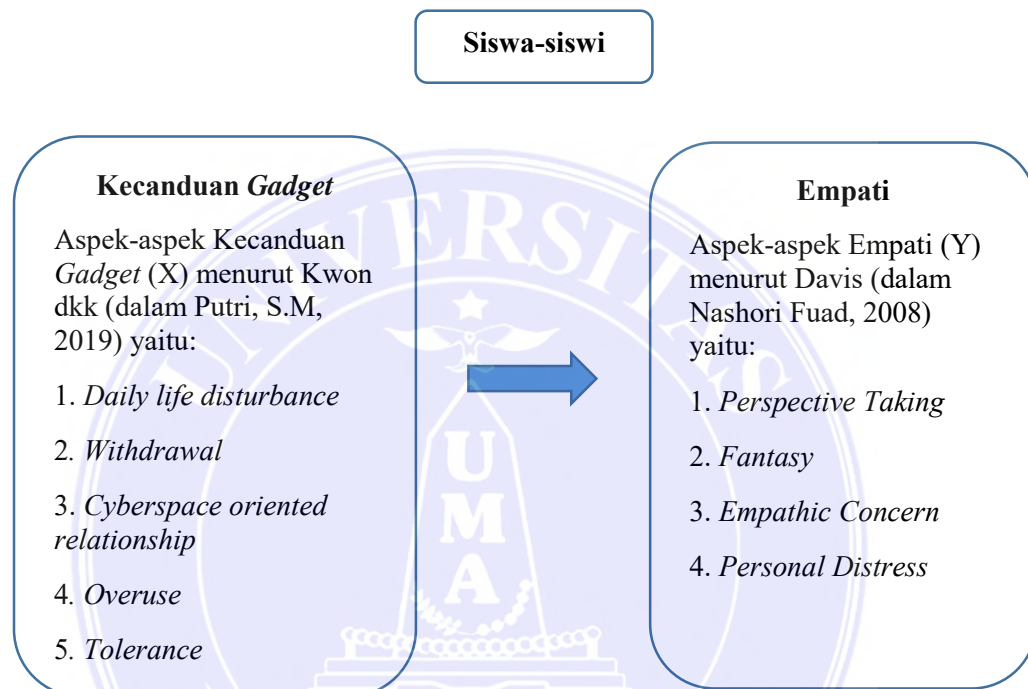 Siswa-siswi
Kecanduan Gadget
Aspek-aspek Kecanduan
Gadget (X) menurut Kwon
dkk (dalam Putri, S.M,
2019) yaitu:
1. Daily life disturbance
2. Withdrawal
3. Cyberspace oriented
relationship
4. Overuse
5. Tolerance
Empati
Aspek-aspek Empati (Y)
menurut Davis (dalam
Nashori Fuad, 2008)
yaitu:
1. Perspective Taking
2. Fantasy
3. Empathic Concern
4. Personal Distress
UNIVERSITAS
UMA